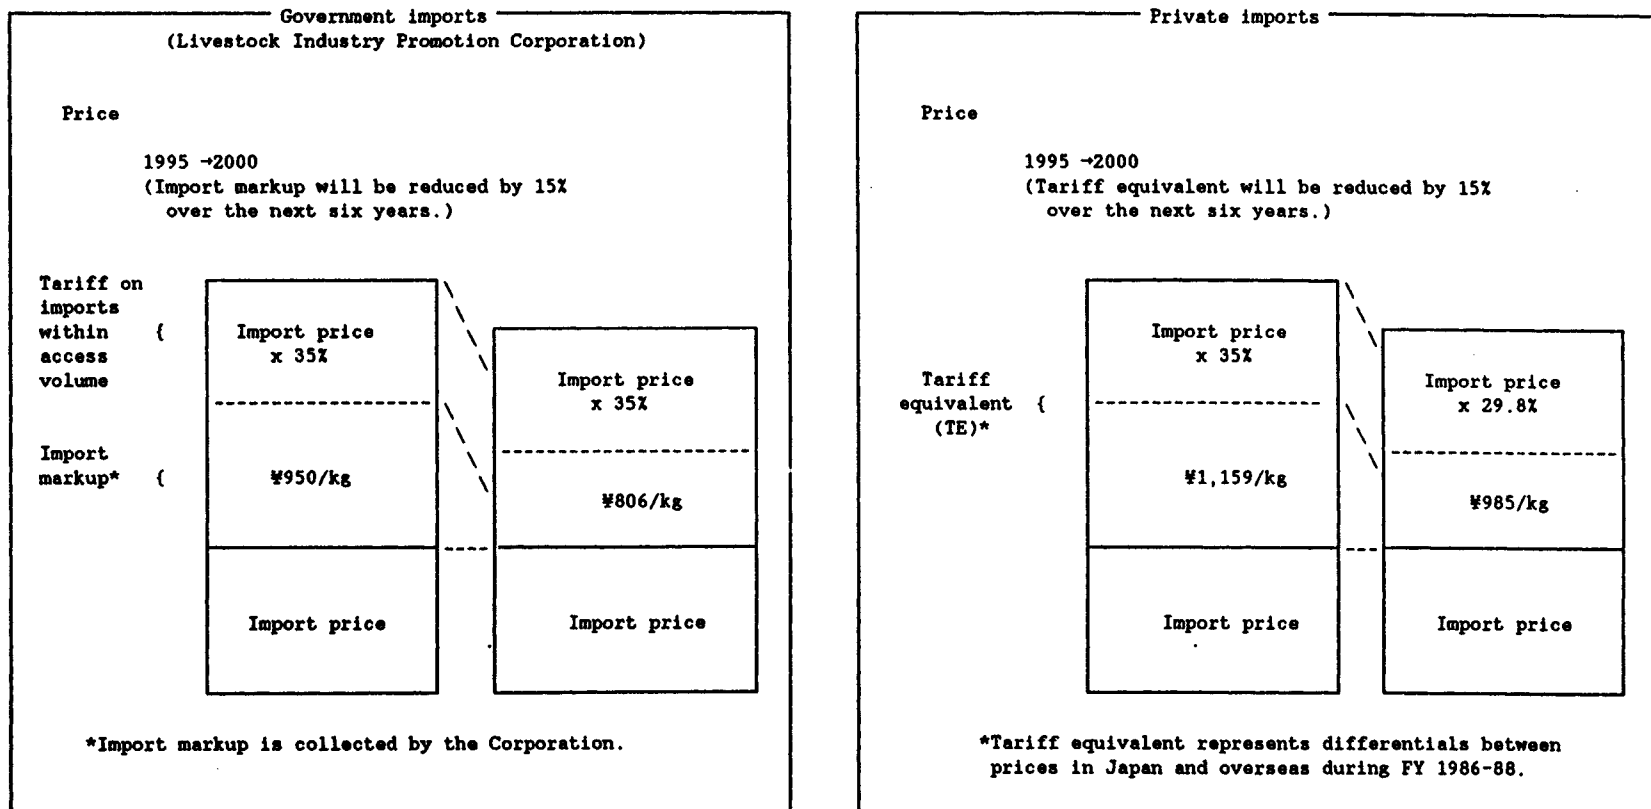 Government imports
(Livestock Industry Promotion Corporation)
Price
1995 →2000
(Import markup will be reduced by 15%
over the next six years.)
Tariff on
imports
within {
access
volume
Import price
x 35%
Import price
x 35%
Import
markup* {
¥950/kg
¥806/kg
Import price
Import price
*Import markup is collected by the Corporation.
Private imports
Price
1995 →2000
(Tariff equivalent will be reduced by 15%
over the next six years.)
Tariff
equivalent {
(TE)*
Import price
x 35%
Import price
x 29.8%
¥1,159/kg
¥985/kg
Import price
Import price
*Tariff equivalent represents differentials between
prices in Japan and overseas during FY 1986-88.